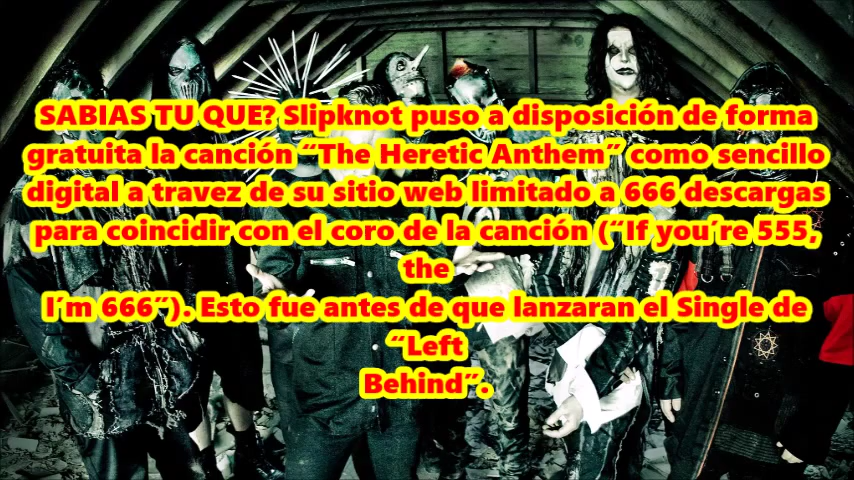 SABIAS TU QUE? Slipknot puso a disposición de forma
gratuita la canción “The Heretic Anthem” como sencillo
digital a travez de su sitio web limitado a 666 descargas
para coincidir con el coro de la canción (“If you’re 555,
the
I’m 666“). Esto fue antes de que lanzaran el Single de
“Left
Behind”.